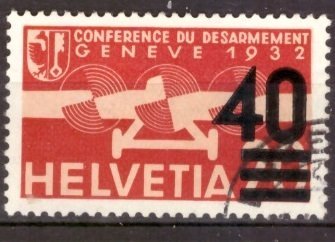 CONFERENCE DU DESARMEMENT
GENEVE 1932
40
HELVETIA